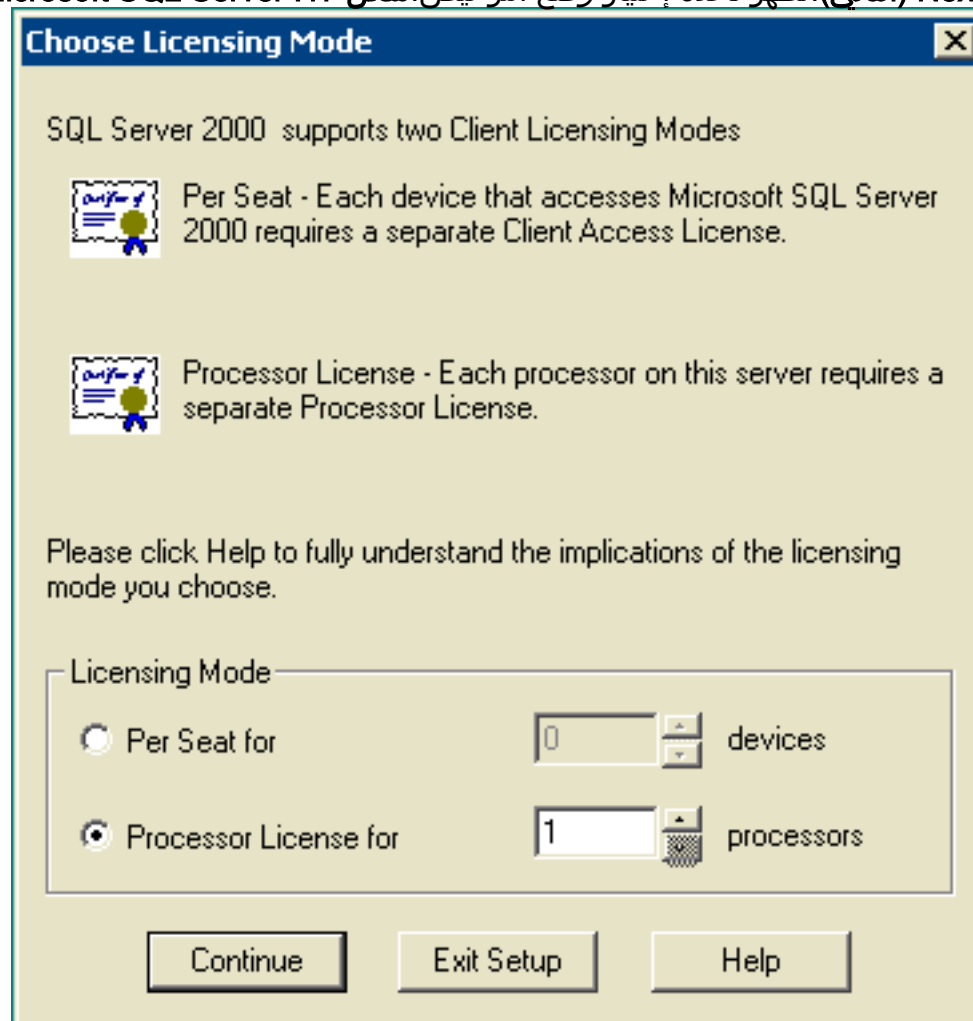 Choose Licensing Mode
SQL Server 2000 supports two Client Licensing Modes
Per Seat - Each device that accesses Microsoft SQL Server
2000 requires a separate Client Access License.
Processor License - Each processor on this server requires a
separate Processor License.
Please click Help to fully understand the implications of the licensing
mode you choose.
Licensing Mode
Per Seat for 0 devices
Processor License for 1 processors
Continue Exit Setup Help